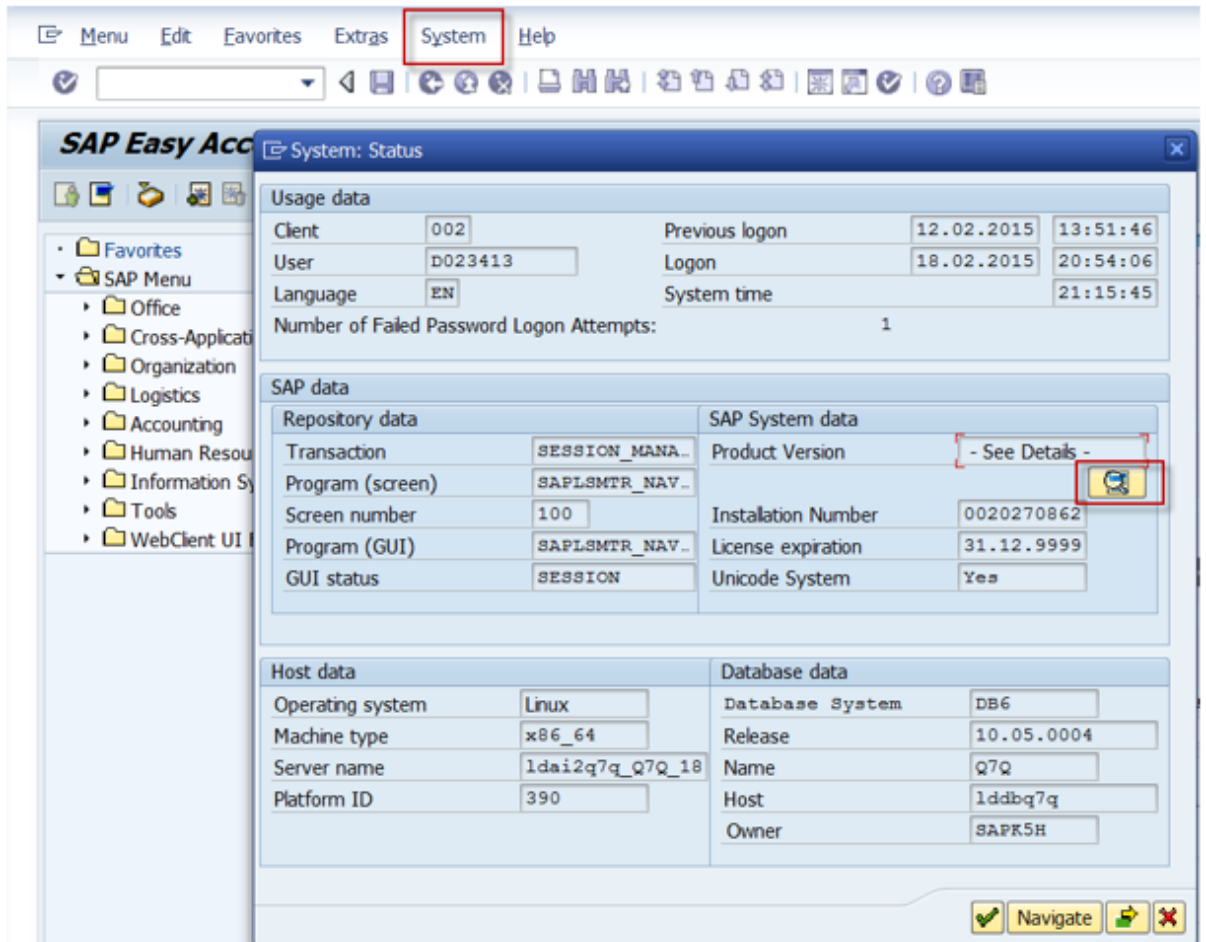 Menu Edit Favorites Extras System Help
SAP Easy Acc
System: Status
Usage data
Client 002 Previous logon 12.02.2015 13:51:46
User D023413 Logon 18.02.2015 20:54:06
Language EN System time 21:15:45
Number of Failed Password Logon Attempts: 1
Favorites
SAP Menu
Office
Cross-Applicati
Organization
Logistics
Accounting
Human Resou
Information Sy
Tools
WebClient UI
SAP data
Repository data SAP System data
Transaction SESSION_MANA.. Product Version - See Details -
Program (screen) SAPLSMTR_NAV..
Screen number 100 Installation Number 0020270862
Program (GUI) SAPLSMTR_NAV.. License expiration 31.12.9999
GUI status SESSION Unicode System Yes
Host data Database data
Operating system Linux Database System DB6
Machine type x86_64 Release 10.05.0004
Server name ldai2q7q_Q7Q_18 Name Q7Q
Platform ID 390 Host lddbq7q
Owner SAPK5H
Navigate